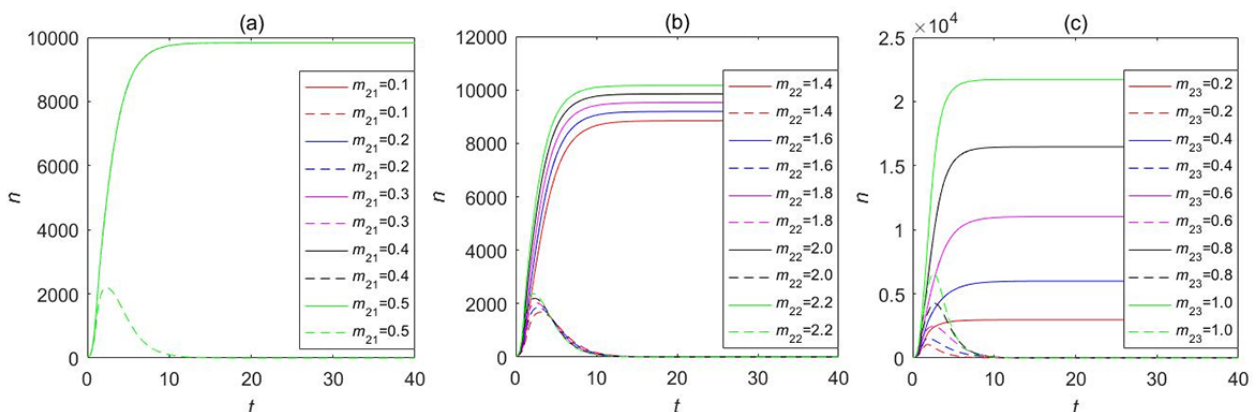 (a)
10000
8000
6000
4000
2000
0
n
0 10 20 30 40
t
m21=0.1
m21=0.1
m21=0.2
m21=0.2
m21=0.3
m21=0.3
m21=0.4
m21=0.4
m21=0.5
m21=0.5
(b)
12000
10000
8000
6000
4000
2000
0
n
0 10 20 30 40
t
m22=1.4
m22=1.4
m22=1.6
m22=1.6
m22=1.8
m22=1.8
m22=2.0
m22=2.0
m22=2.2
m22=2.2
(c)
×10^4
2.5
2
1.5
1
0.5
0
n
0 10 20 30 40
t
m23=0.2
m23=0.2
m23=0.4
m23=0.4
m23=0.6
m23=0.6
m23=0.8
m23=0.8
m23=1.0
m23=1.0